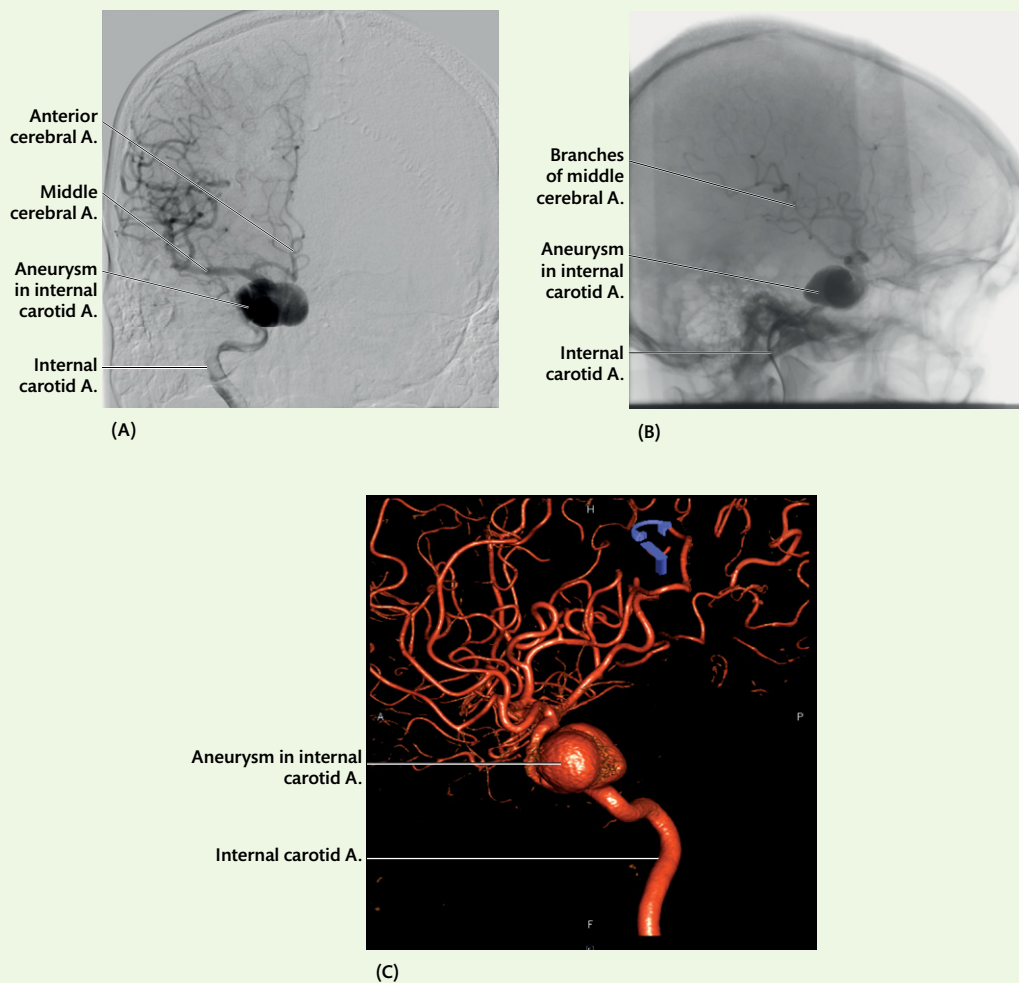 Anterior
cerebral A.
Middle
cerebral A.
Aneurysm
in internal
carotid A.
Internal
carotid A.
(A)
Branches
of middle
cerebral A.
Aneurysm
in internal
carotid A.
Internal
carotid A.
(B)
H
A
P
Aneurysm in internal
carotid A.
Internal carotid A.
F
(C)